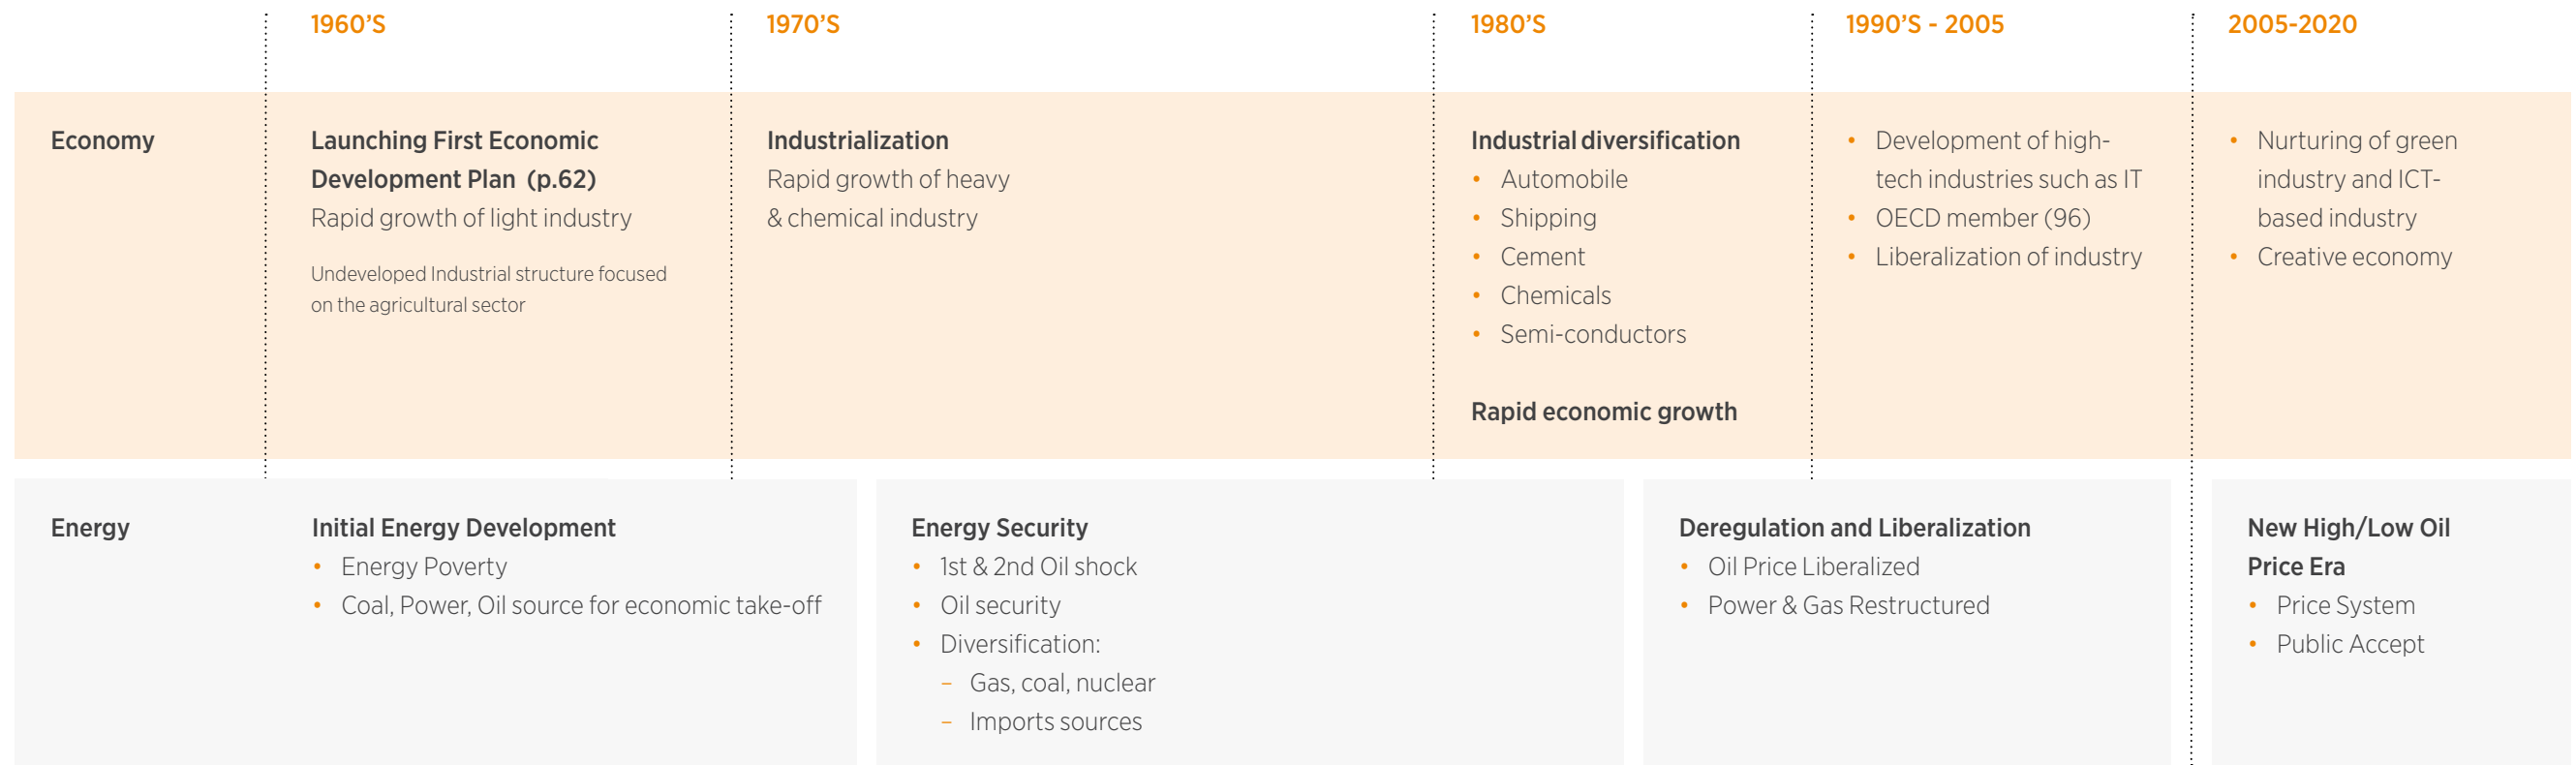 1960’S
1970’S
1980’S
1990’S - 2005
2005-2020
Economy
Launching First Economic
Development Plan (p.62)
Rapid growth of light industry
Undeveloped Industrial structure focused
on the agricultural sector
Industrialization
Rapid growth of heavy
& chemical industry
Industrial diversification
• Automobile
• Shipping
• Cement
• Chemicals
• Semi-conductors
Rapid economic growth
• Development of high-
tech industries such as IT
• OECD member (96)
• Liberalization of industry
• Nurturing of green
industry and ICT-
based industry
• Creative economy
Energy
Initial Energy Development
• Energy Poverty
• Coal, Power, Oil source for economic take-off
Energy Security
• 1st & 2nd Oil shock
• Oil security
• Diversification:
– Gas, coal, nuclear
– Imports sources
Deregulation and Liberalization
• Oil Price Liberalized
• Power & Gas Restructured
New High/Low Oil
Price Era
• Price System
• Public Accept